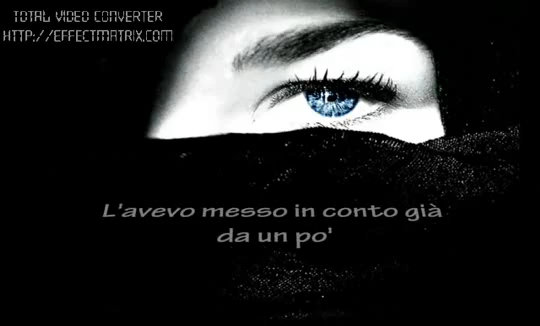 TOTAL VIDEO CONVERTER
HTTP://EFFECTMATRIX.COM
L'avevo messo in conto già
da un po'